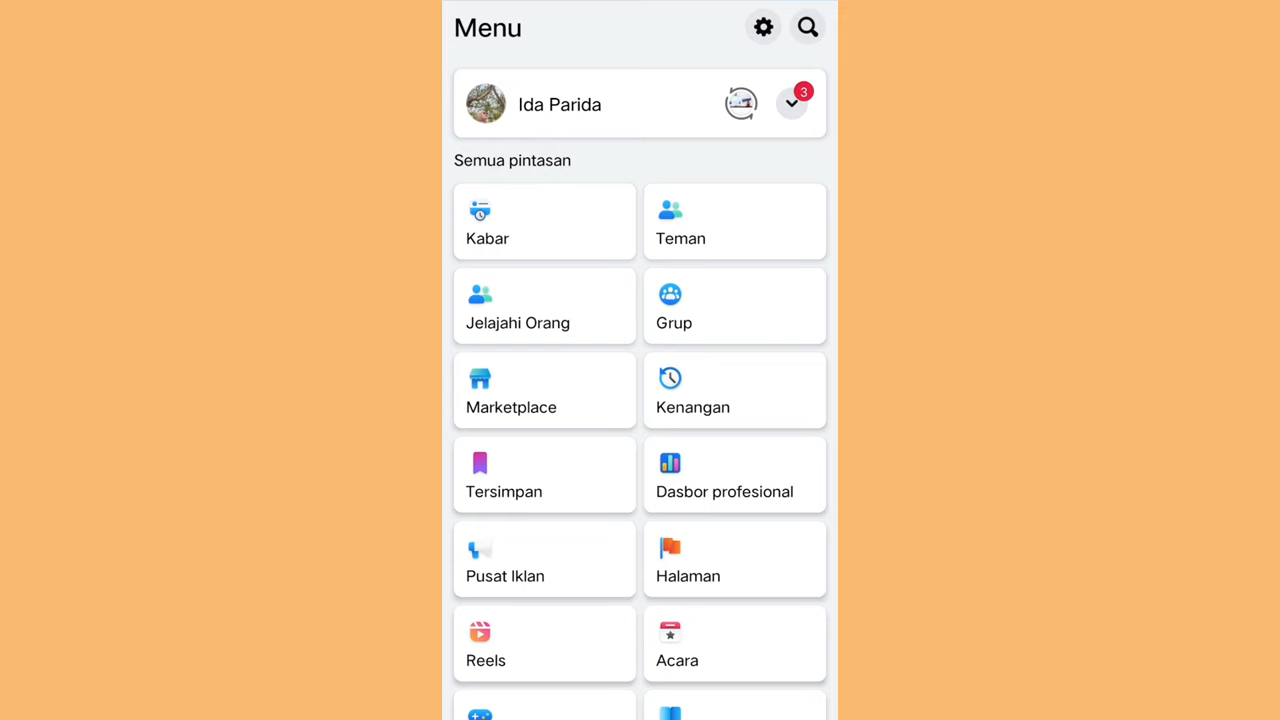 Menu
Ida Parida
3
Semua pintasan
Kabar
Teman
Jelajahi Orang
Grup
Marketplace
Kenangan
Tersimpan
Dasbor profesional
Pusat Iklan
Halaman
Reels
Acara